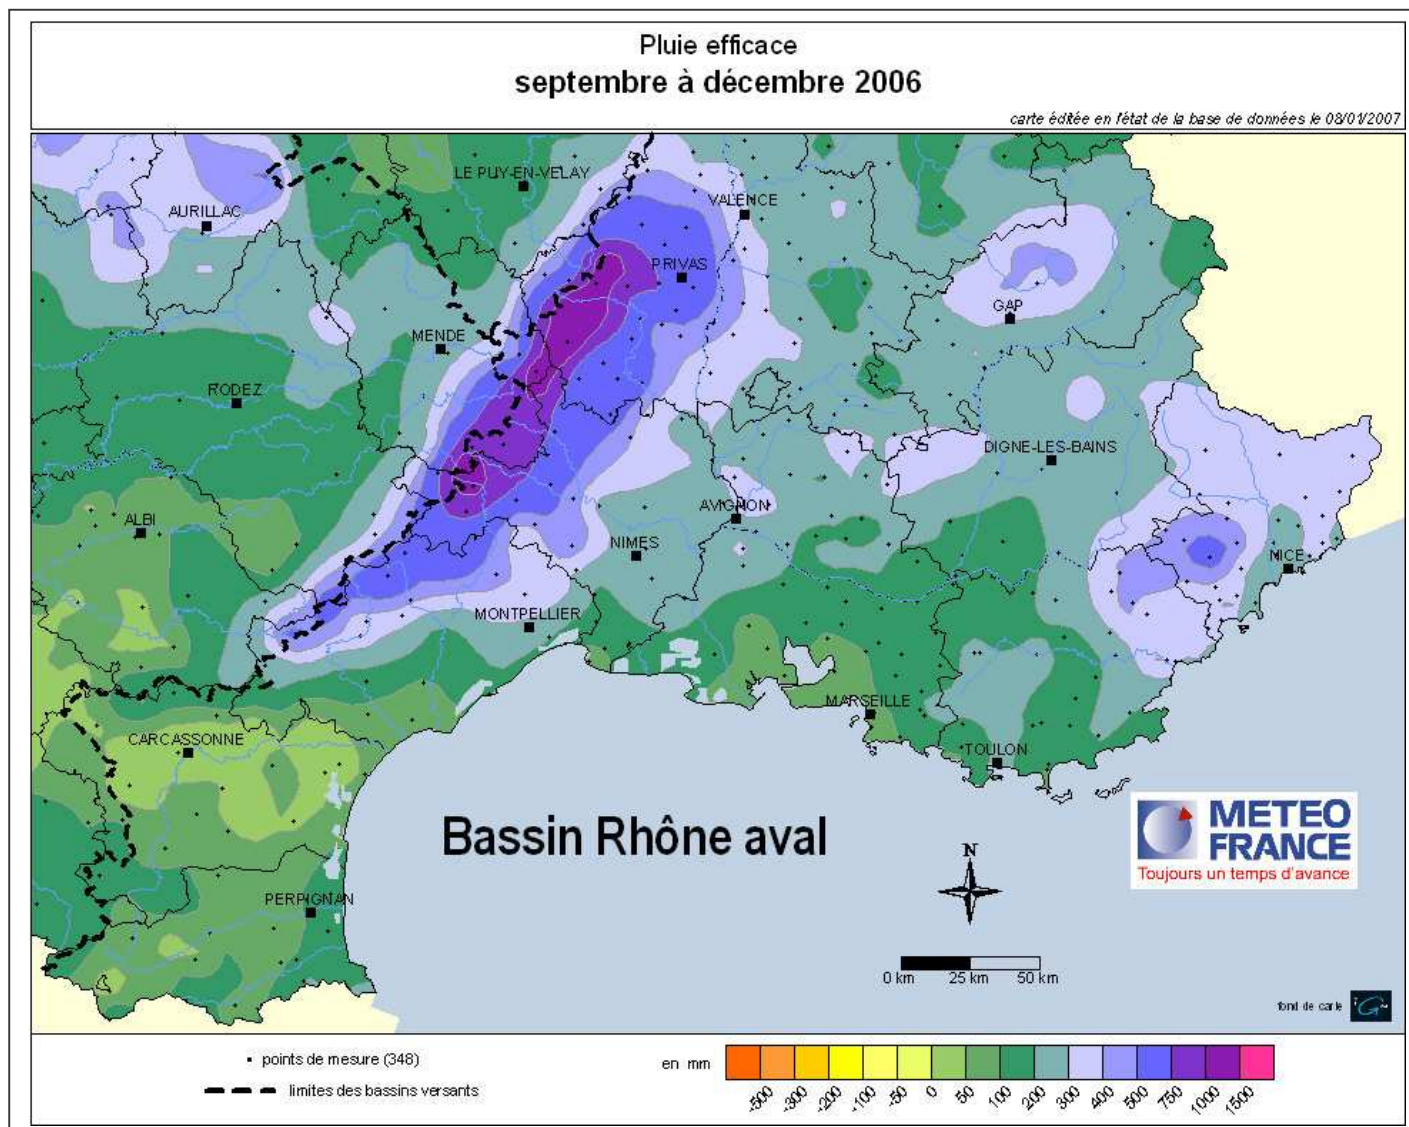 Pluie efficace
septembre à décembre 2006
carte éditée en l'état de la base de données le 08/01/2007
LE PUY-EN-VELAY
AURILLAC
VALENCE
PRIVAS
GAP
MENDE
RODEZ
DIGNE-LES-BAINS
AVIGNON
ALBI
NIMES
NICE
MONTPELLIER
MARSEILLE
CARCASSONNE
TOULON
Bassin Rhône aval
METEO
FRANCE
Toujours un temps d'avance
N
PERPIGNAN
0 km 25 km 50 km
fond de carte
points de mesure (348)
en mm
limites des bassins versants
-500 -300 -200 -100 -50 0 50 100 200 300 400 500 750 1000 1500